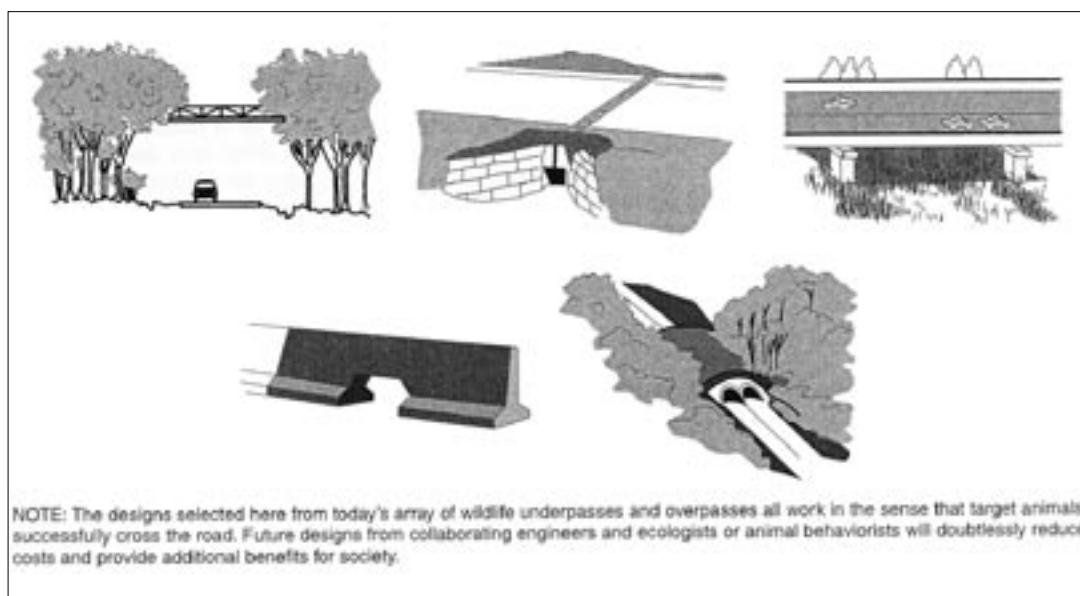 NOTE: The designs selected here from today's array of wildlife underpasses and overpasses all work in the sense that target animals
successfully cross the road. Future designs from collaborating engineers and ecologists or animal behaviorists will doubtlessly reduce
costs and provide additional benefits for society.